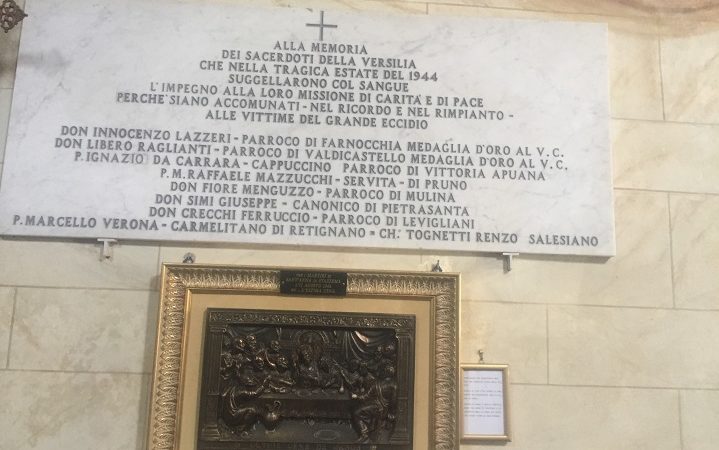 ALLA MEMORIA
DEI SACERDOTI DELLA VERSILIA
CHE NELLA TRAGICA ESTATE DEL 1944
SUGGELLARONO COL SANGUE
L'IMPEGNO ALLA LORO MISSIONE DI CARITA' E DI PACE
PERCHE' SIANO ACCOMUNATI - NEL RICORDO E NEL RIMPIANTO -
ALLE VITTIME DEL GRANDE ECCIDIO
DON INNOCENZO LAZZERI - PARROCO DI FARNOCCHIA MEDAGLIA D'ORO AL V.C.
DON LIBERO RAGLIANTI - PARROCO DI VALDICASTELLO MEDAGLIA D'ORO AL V.C.
P. IGNAZIO DA CARRARA - CAPPUCCINO PARROCO DI VITTORIA APUANA
P. M. RAFFAELE MAZZUCCHI - SERVITA - DI PRUNO
DON FIORE MENGUZZO - PARROCO DI MULINA
DON SIMI GIUSEPPE - CANONICO DI PIETRASANTA
DON CRECCHI FERRUCCIO - PARROCO DI LEVIGLIANI
P. MARCELLO VERONA - CARMELITANO DI RETIGNANO = CH. TOGNETTI RENZO SALESIANO